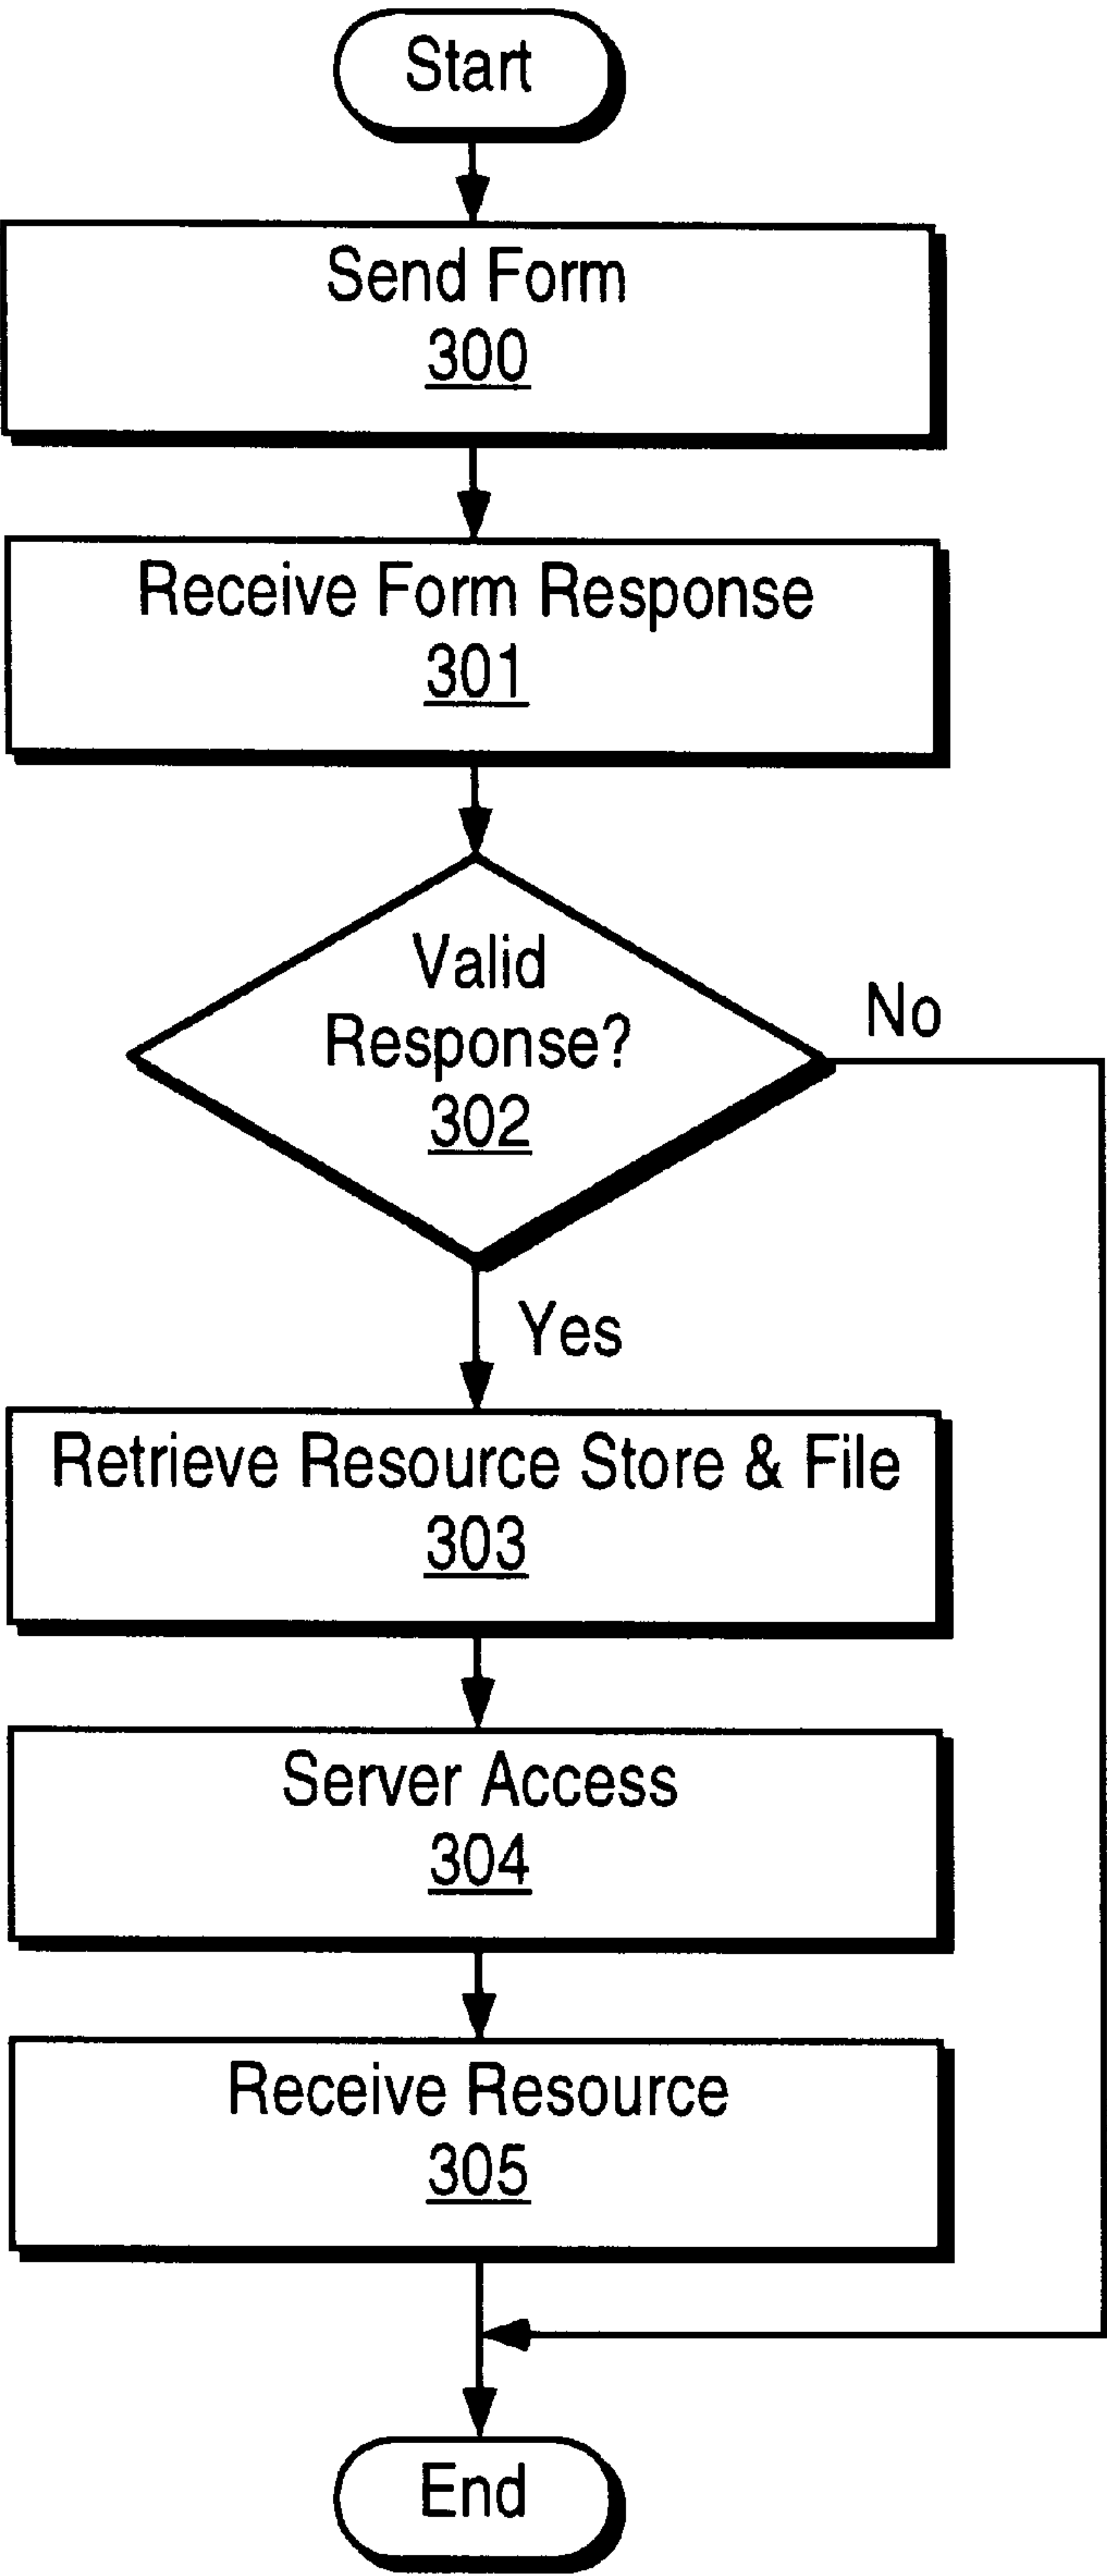 Start
Send Form
300
Receive Form Response
301
Valid
Response?
302
No
Yes
Retrieve Resource Store & File
303
Server Access
304
Receive Resource
305
End